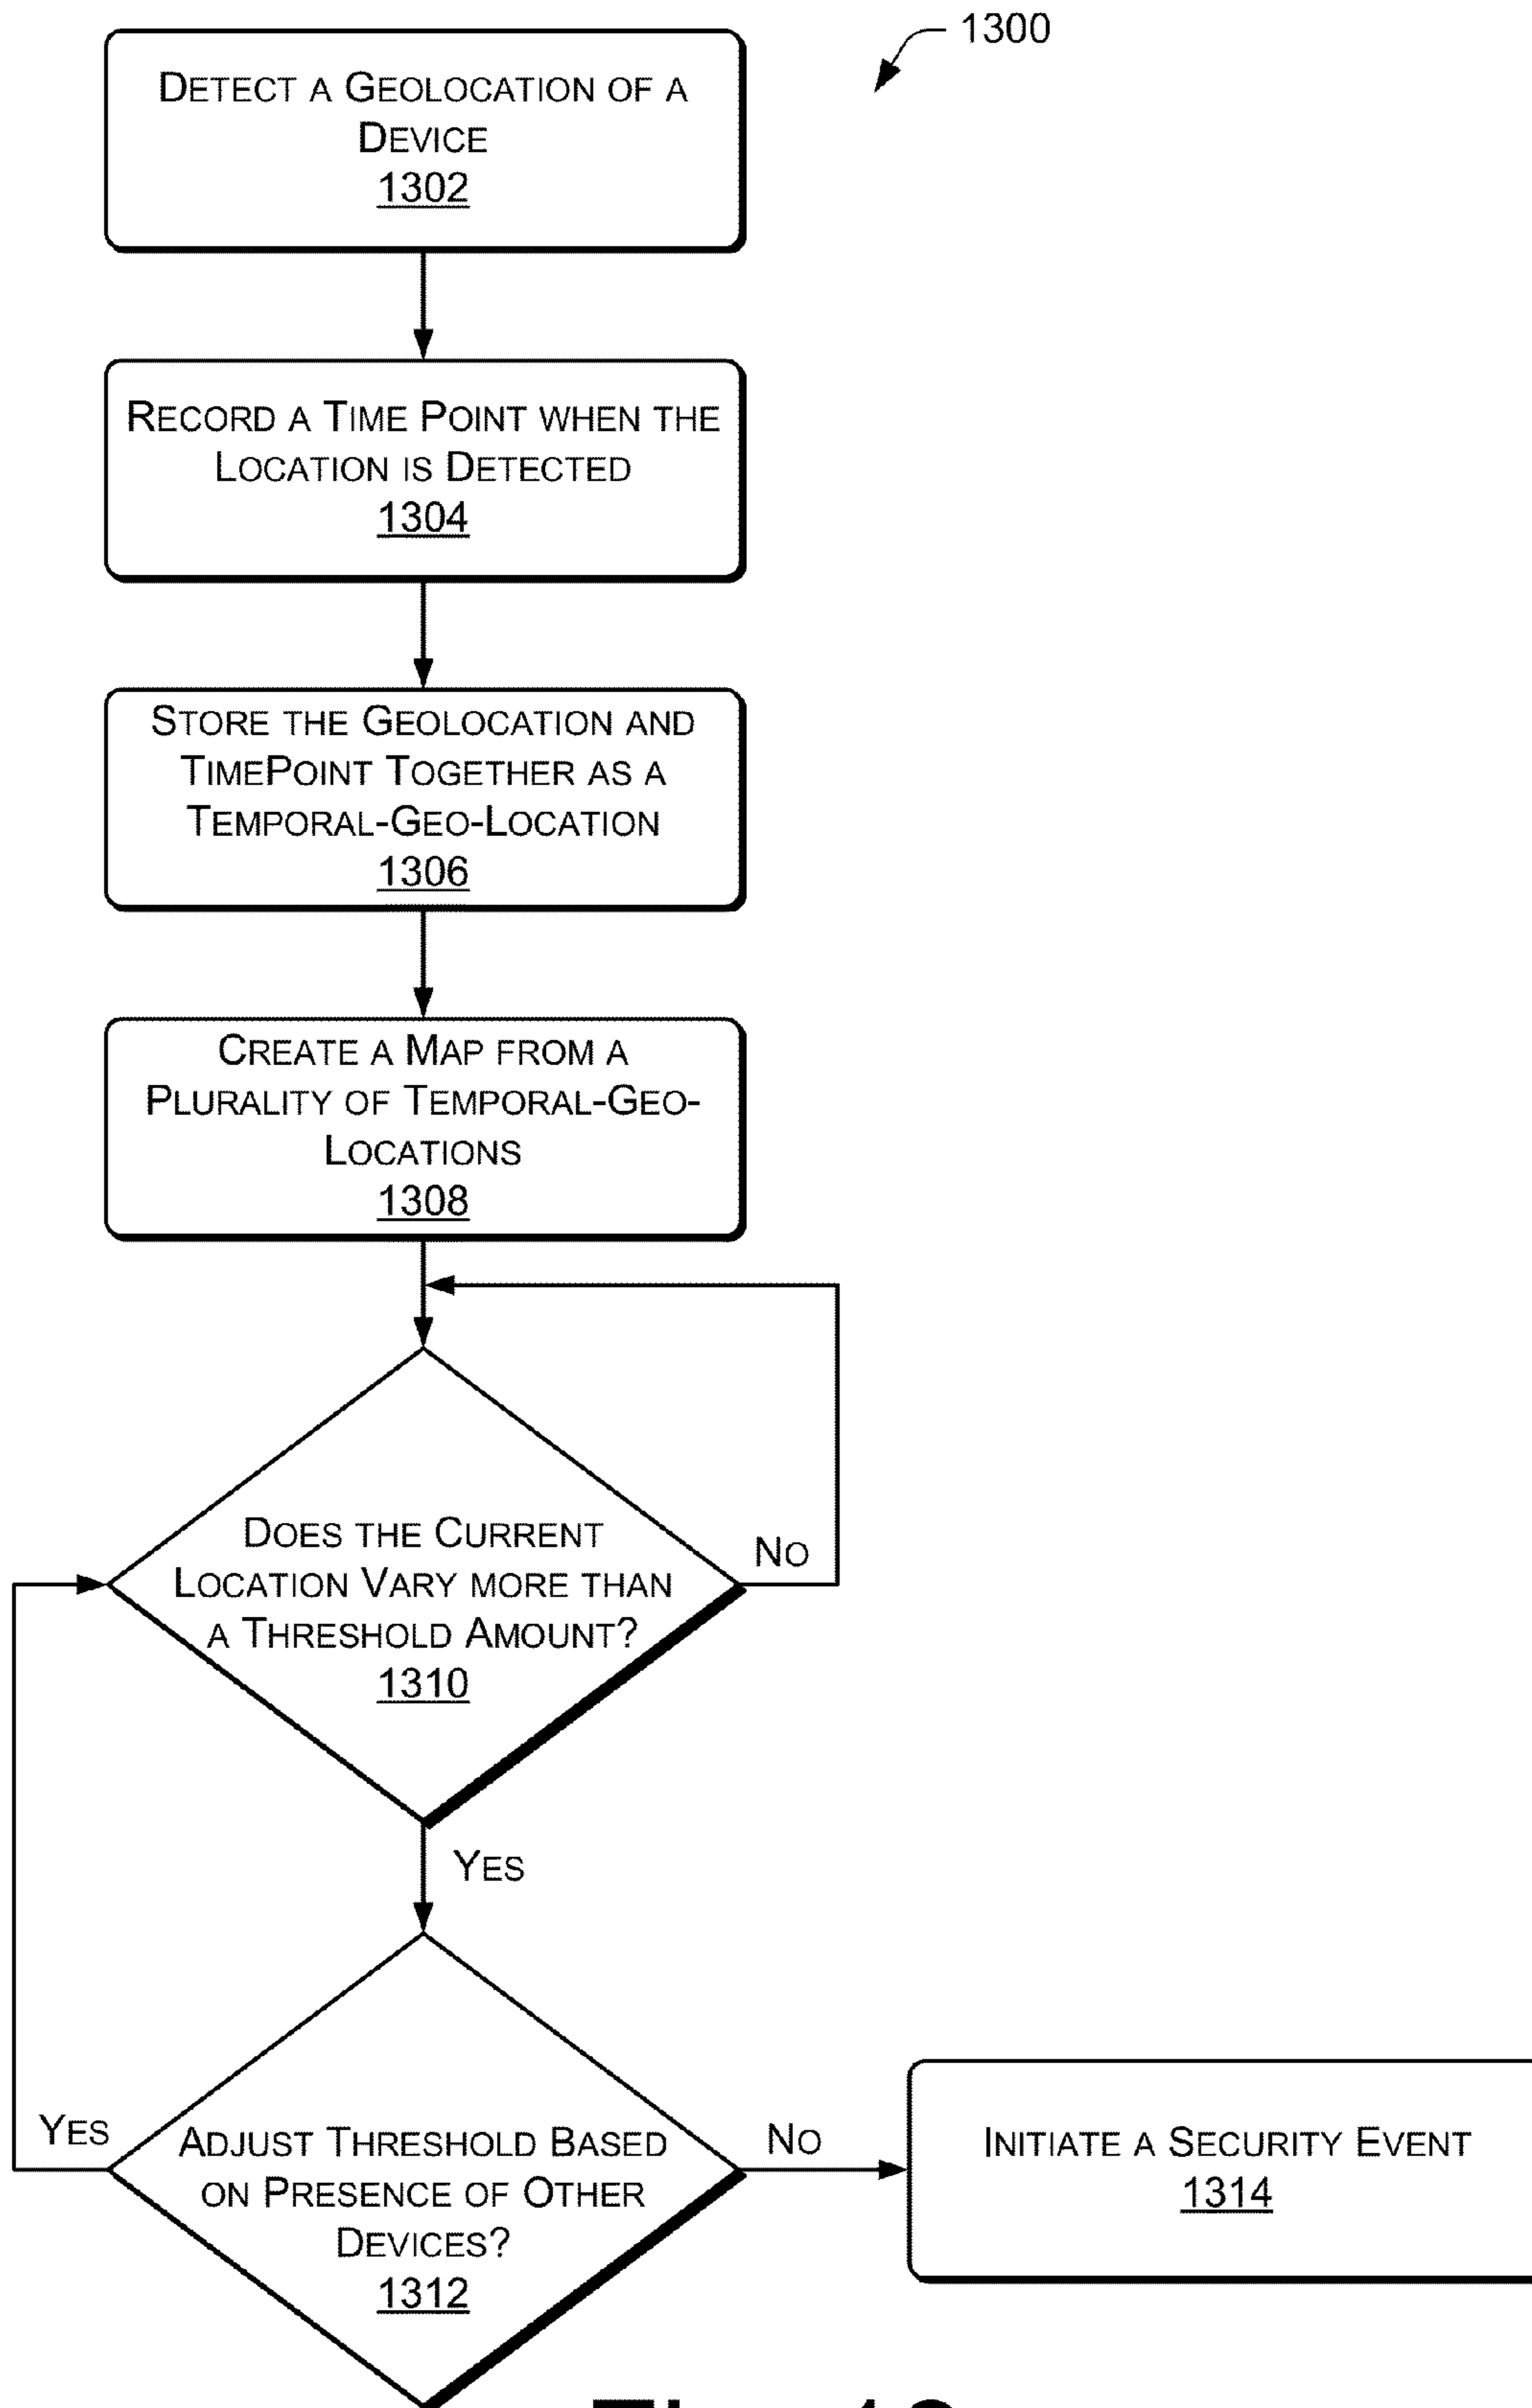 1300
DETECT A GEOLOCATION OF A
DEVICE
1302
RECORD A TIME POINT WHEN THE
LOCATION IS DETECTED
1304
STORE THE GEOLOCATION AND
TIMEPOINT TOGETHER AS A
TEMPORAL-GEO-LOCATION
1306
CREATE A MAP FROM A
PLURALITY OF TEMPORAL-GEO-
LOCATIONS
1308
DOES THE CURRENT
LOCATION VARY MORE THAN
A THRESHOLD AMOUNT?
1310
NO
YES
ADJUST THRESHOLD BASED
ON PRESENCE OF OTHER
DEVICES?
1312
YES
NO
INITIATE A SECURITY EVENT
1314